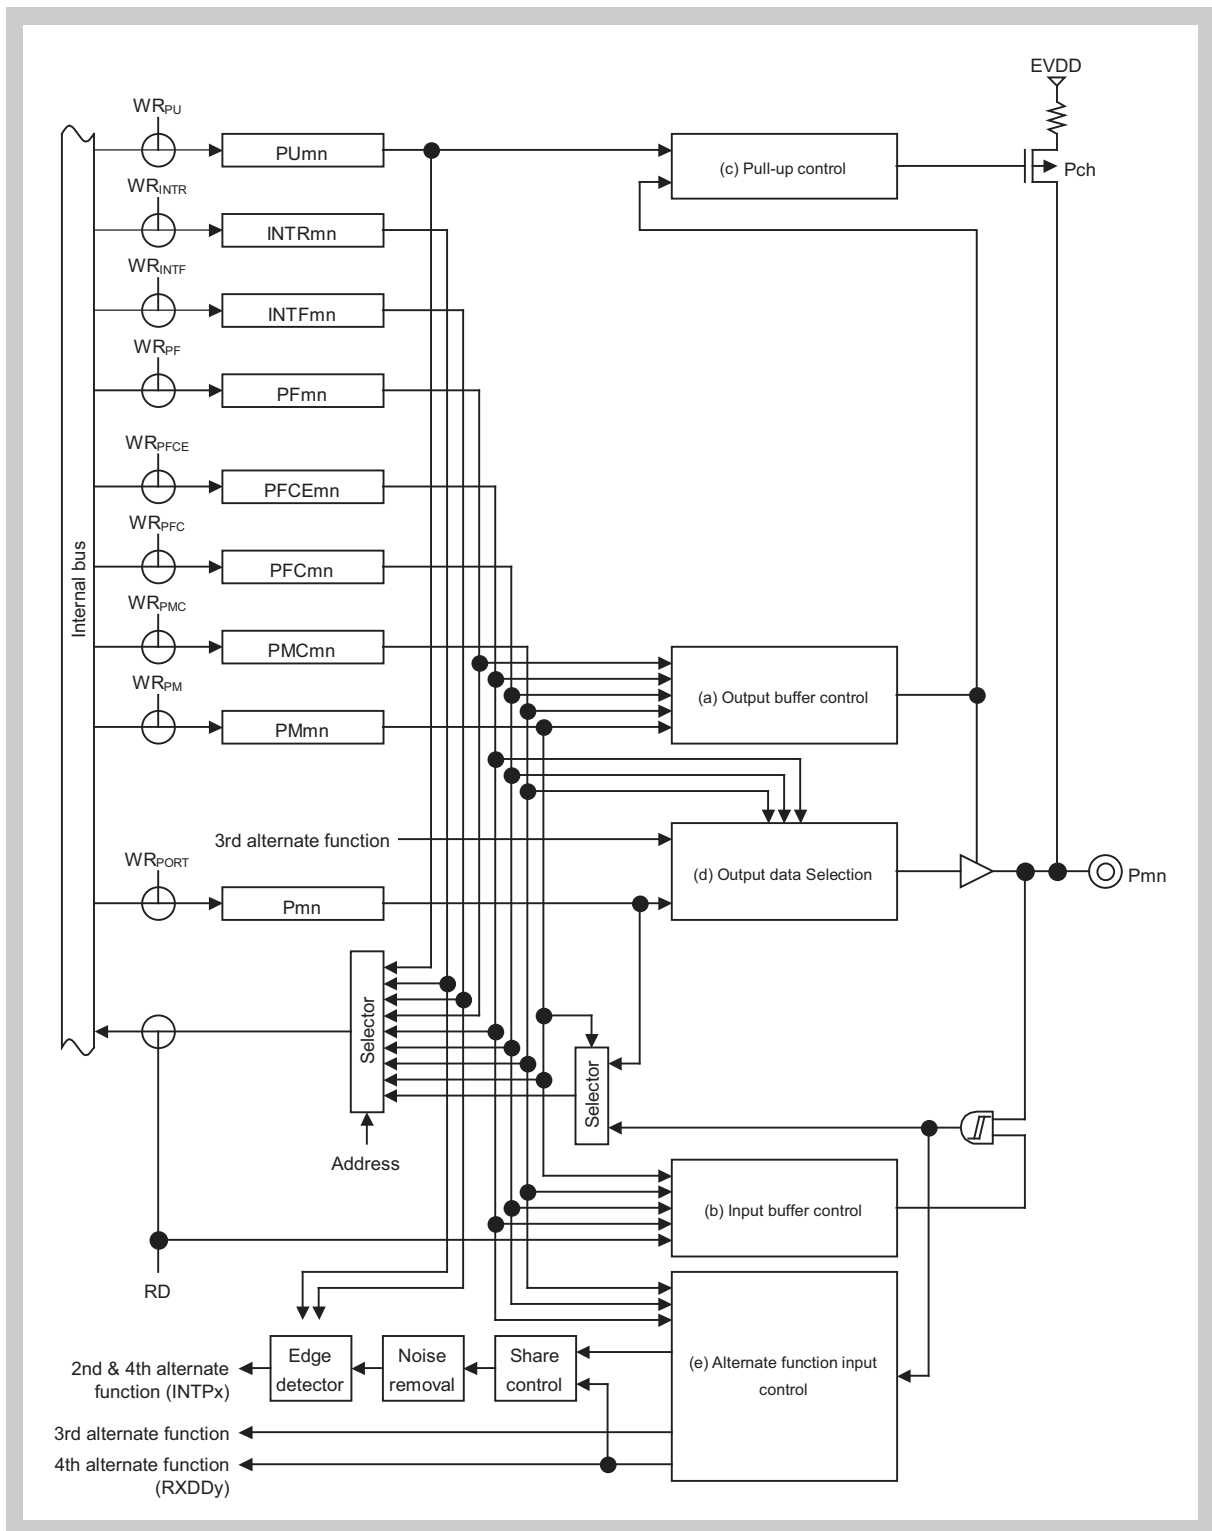 EVDD
WRPU
PUmn
(c) Pull-up control
Pch
WRINTR
INTRmn
WRINTF
INTFmn
WRPF
PFmn
WRPFCE
PFCEmn
WRPFC
PFCmn
Internal bus
WRPMC
PMCmn
WRPM
PMmn
(a) Output buffer control
3rd alternate function
WRPORT
Pmn
(d) Output data Selection
Pmn
Selector
Selector
Address
(b) Input buffer control
RD
2nd & 4th alternate
function (INTPx)
Edge
detector
Noise
removal
Share
control
(e) Alternate function input
control
3rd alternate function
4th alternate function
(RXDDy)